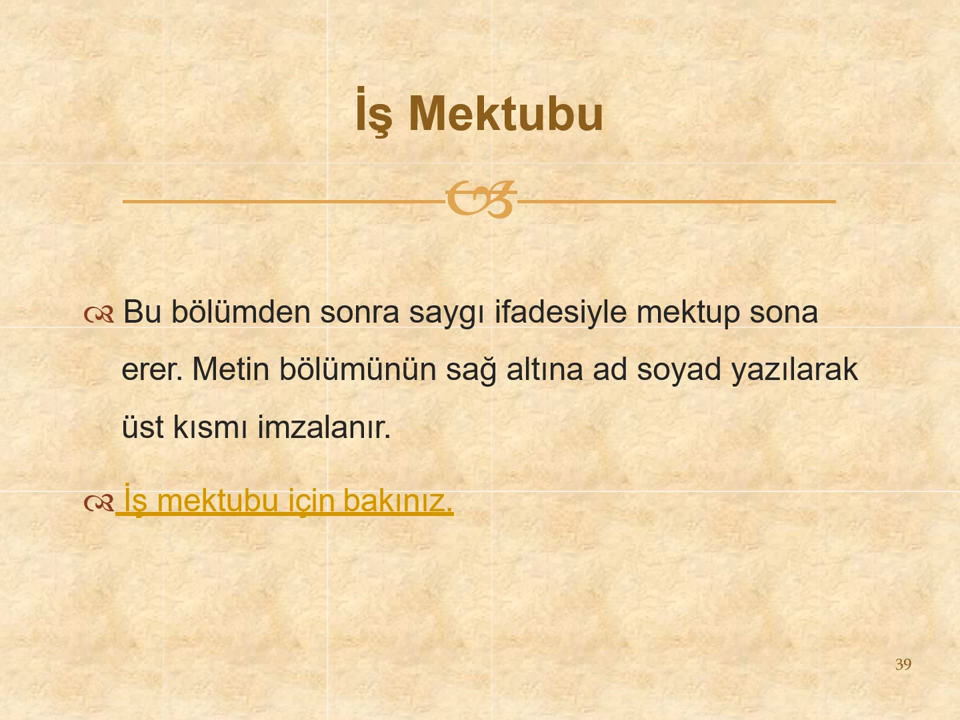 İş Mektubu
Bu bölümden sonra saygı ifadesiyle mektup sona
erer. Metin bölümünün sağ altına ad soyad yazılarak
üst kısmı imzalanır.
İş mektubu için bakınız.
39